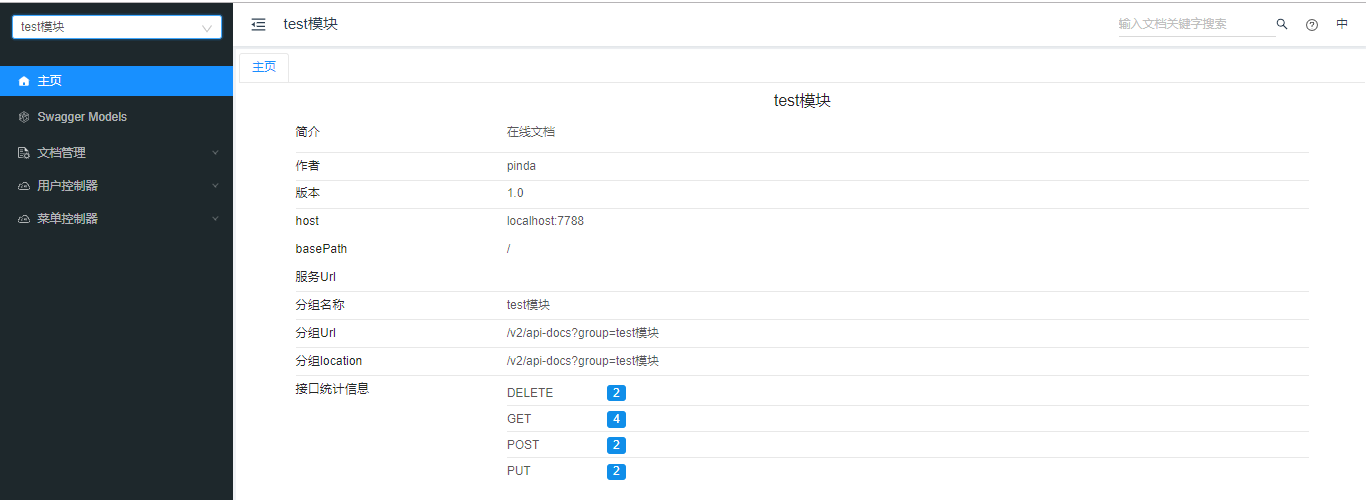 test模块
主页
Swagger Models
文档管理
用户控制器
菜单控制器
test模块
输入文档关键字搜索
中
主页
test模块
简介 在线文档
作者 pinda
版本 1.0
host localhost:7788
basePath /
服务Url
分组名称 test模块
分组Url /v2/api-docs?group=test模块
分组location /v2/api-docs?group=test模块
接口统计信息 DELETE 2
GET 4
POST 2
PUT 2